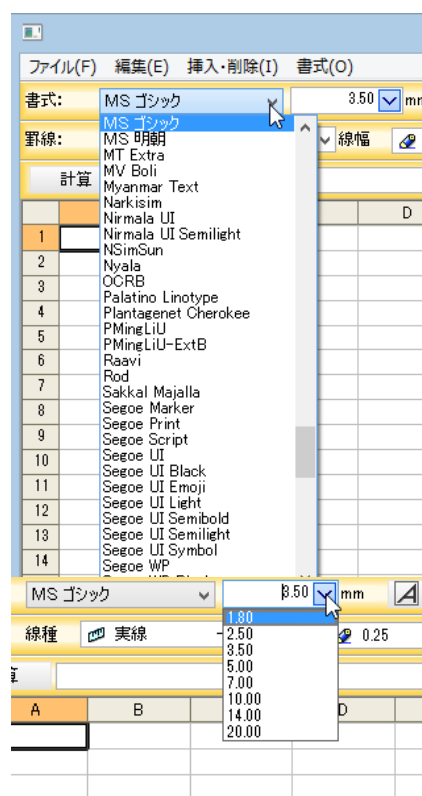 ファイル(F) 編集(E) 挿入・削除(I) 書式(O)
書式: MS ゴシック 3.50 mm
罫線: 線幅
計算
D
MS ゴシック
MS 明朝
MT Extra
MV Boli
Myanmar Text
Narkisim
Nirmala UI
Nirmala UI Semilight
NSimSun
Nyala
OCRB
Palatino Linotype
Plantagenet Cherokee
PMingLiU
PMingLiU-ExtB
Raavi
Rod
Sakkal Majalla
Segoe Marker
Segoe Print
Segoe Script
Segoe UI
Segoe UI Black
Segoe UI Emoji
Segoe UI Light
Segoe UI Semibold
Segoe UI Semilight
Segoe UI Symbol
Segoe WP
1
2
3
4
5
6
7
8
9
10
11
12
13
14
MS ゴシック 3.50 mm A
線種 実線 0.25
1.80
2.50
3.50
5.00
7.00
10.00
14.00
20.00
A B D